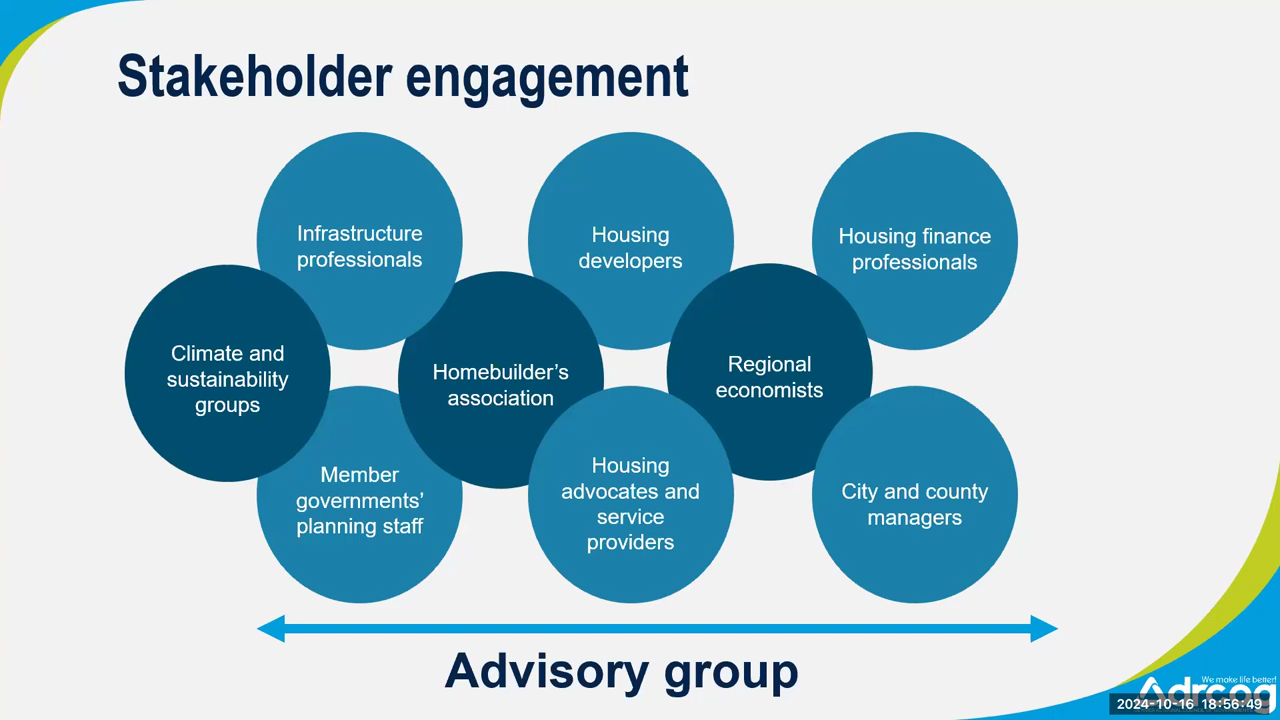 Stakeholder engagement
Infrastructure
professionals
Housing
developers
Housing finance
professionals
Climate and
sustainability
groups
Homebuilder’s
association
Regional
economists
Member
governments’
planning staff
Housing
advocates and
service
providers
City and county
managers
Advisory group
We make life better!
drcog
2024-10-16 18:56:49